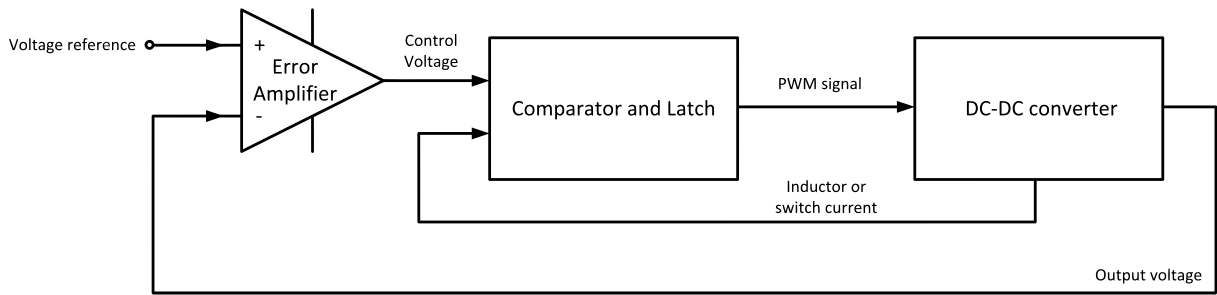 Voltage reference
+
Error
Amplifier
-
Control
Voltage
Comparator and Latch
PWM signal
DC-DC converter
Inductor or
switch current
Output voltage